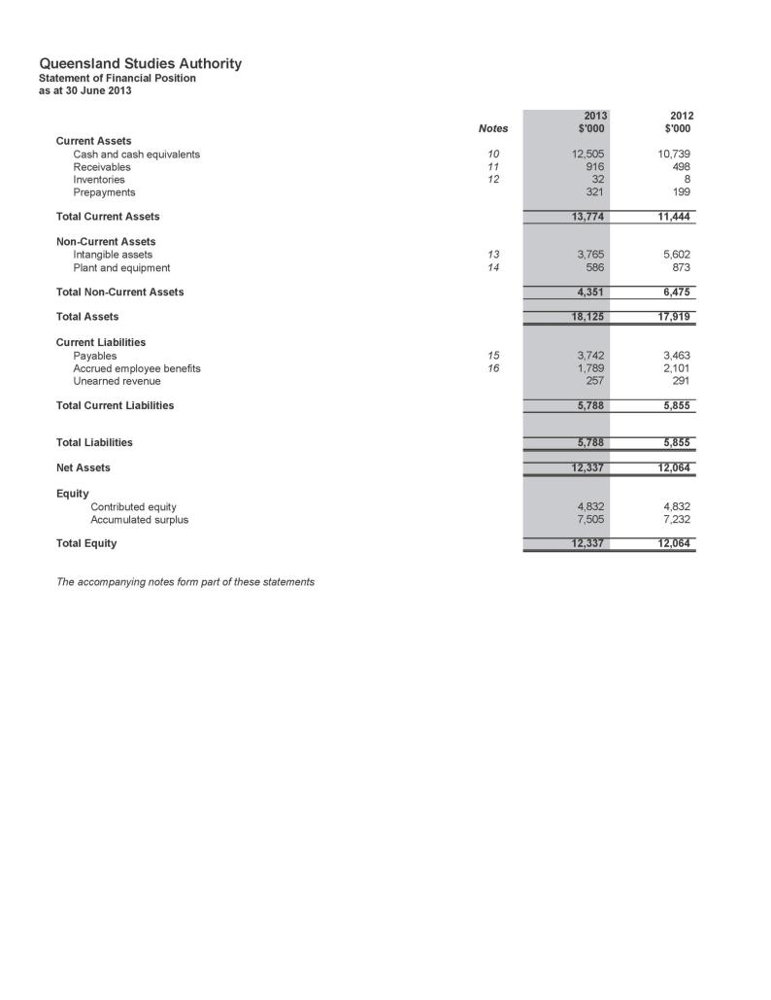 Queensland Studies Authority
Statement of Financial Position
as at 30 June 2013
2013 2012
Notes $'000 $'000
Current Assets
Cash and cash equivalents 10 12,505 10,739
Receivables 11 916 498
Inventories 12 32 8
Prepayments 321 199
Total Current Assets 13,774 11,444
Non-Current Assets
Intangible assets 13 3,765 5,602
Plant and equipment 14 586 873
Total Non-Current Assets 4,351 6,475
Total Assets 18,125 17,919
Current Liabilities
Payables 15 3,742 3,463
Accrued employee benefits 16 1,789 2,101
Unearned revenue 257 291
Total Current Liabilities 5,788 5,855
Total Liabilities 5,788 5,855
Net Assets 12,337 12,064
Equity
Contributed equity 4,832 4,832
Accumulated surplus 7,505 7,232
Total Equity 12,337 12,064
The accompanying notes form part of these statements